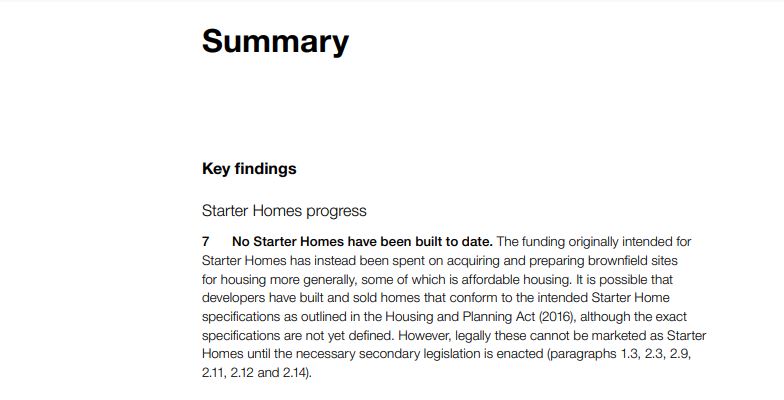 Summary
Key findings
Starter Homes progress
7 No Starter Homes have been built to date. The funding originally intended for
Starter Homes has instead been spent on acquiring and preparing brownfield sites
for housing more generally, some of which is affordable housing. It is possible that
developers have built and sold homes that conform to the intended Starter Home
specifications as outlined in the Housing and Planning Act (2016), although the exact
specifications are not yet defined. However, legally these cannot be marketed as Starter
Homes until the necessary secondary legislation is enacted (paragraphs 1.3, 2.3, 2.9,
2.11, 2.12 and 2.14).